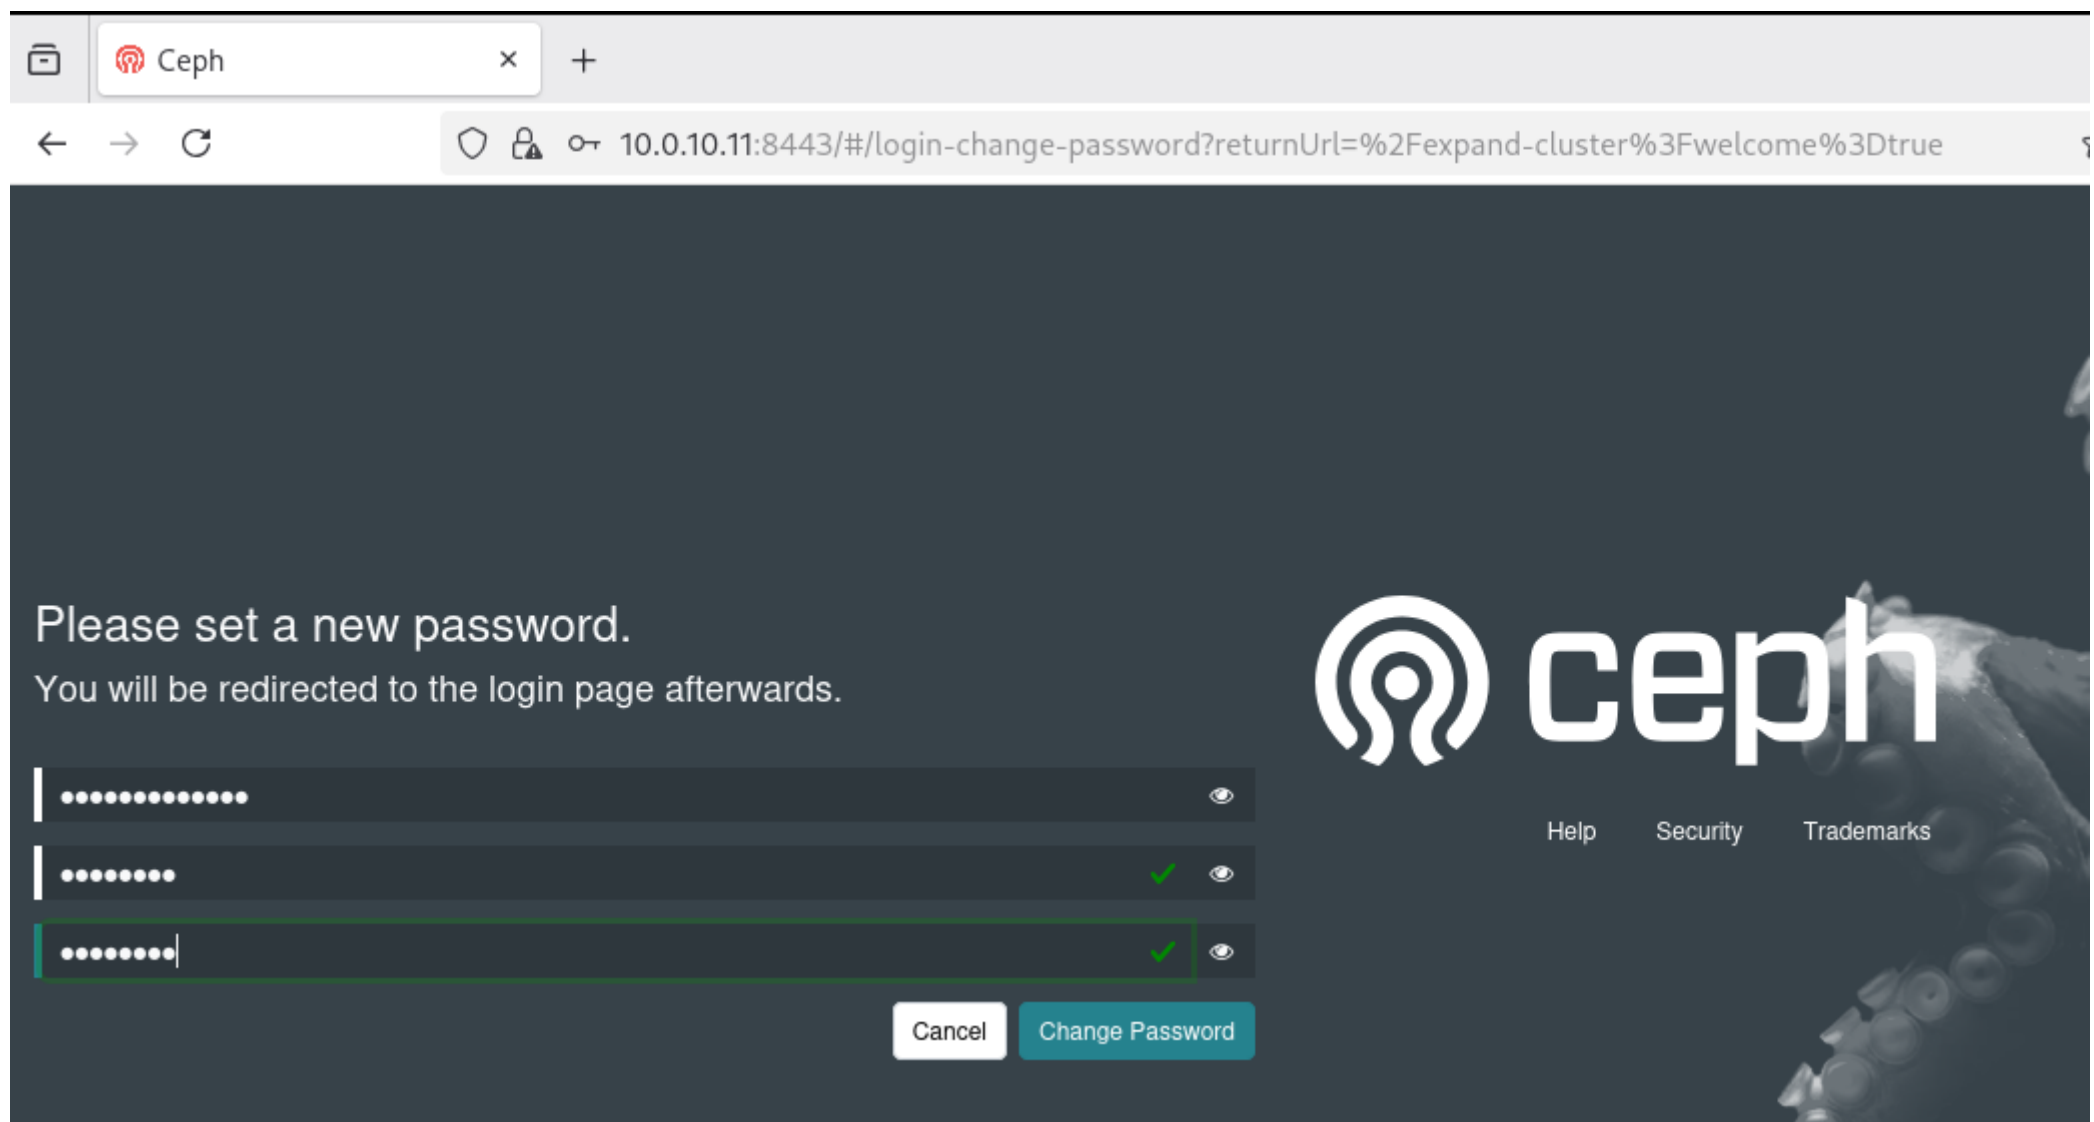 Ceph
10.0.10.11:8443/#/login-change-password?returnUrl=%2Fexpand-cluster%3Fwelcome%3Dtrue
Please set a new password.
You will be redirected to the login page afterwards.
•••••••••••••
••••••••
••••••••
Cancel Change Password
ceph
Help Security Trademarks